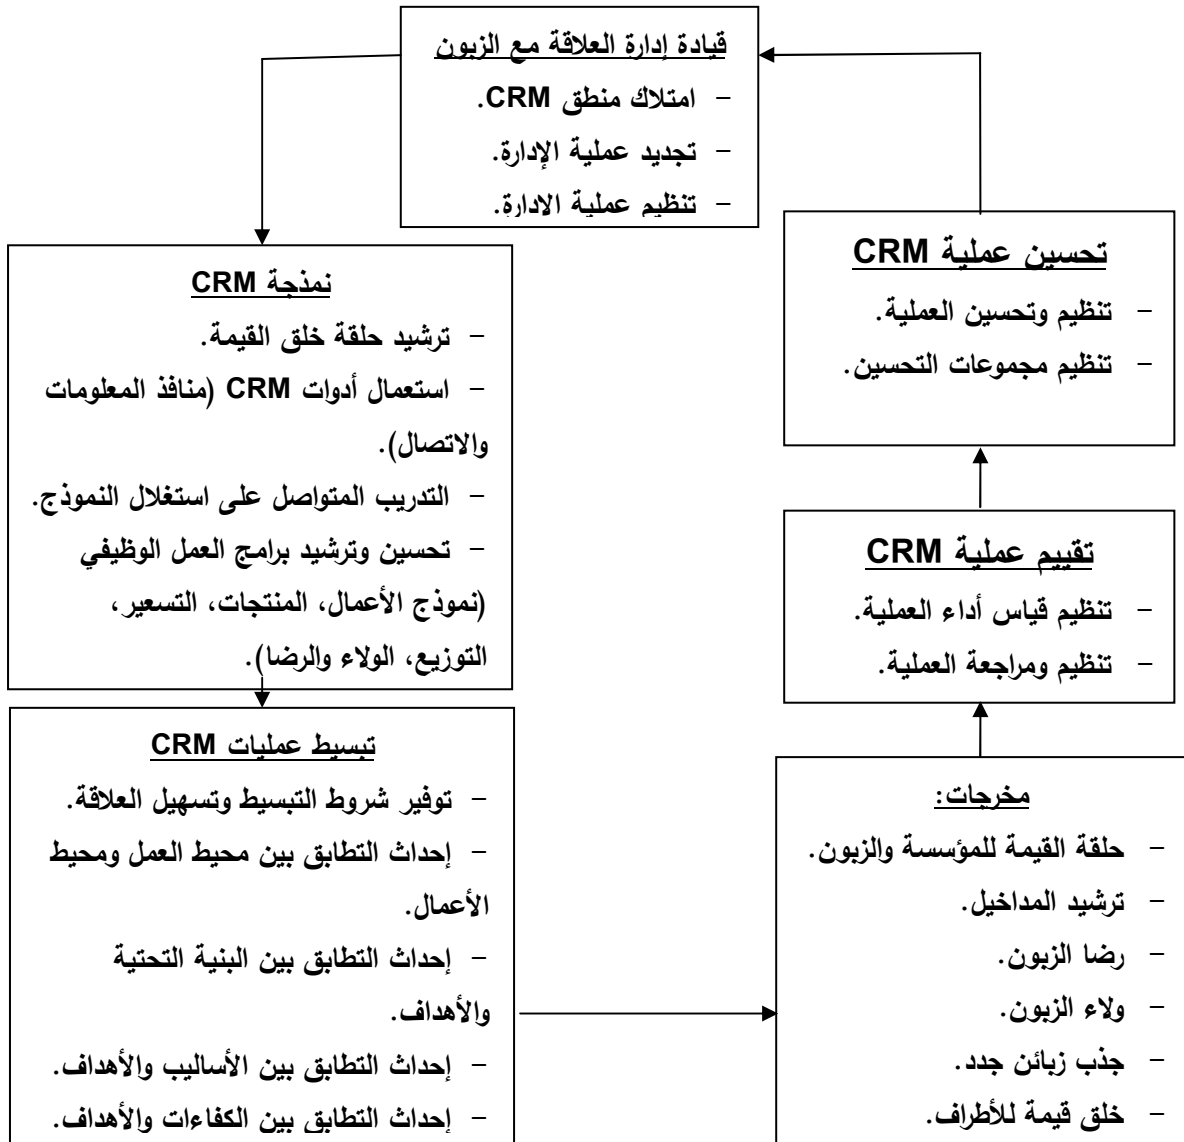 قيادة إدارة العلاقة مع الزبون
- امتلاك منطق CRM.
- تجديد عملية الإدارة.
- تنظيم عملية الادارة.
نمذجة CRM
- ترشيد حلقة خلق القيمة.
- استعمال أدوات CRM (منافذ المعلومات
والاتصال).
- التدريب المتواصل على استغلال النموذج.
- تحسين وترشيد برامج العمل الوظيفي
(نموذج الأعمال، المنتجات، التسعير،
التوزيع، الولاء والرضا).
تبسيط عمليات CRM
- توفير شروط التبسيط وتسهيل العلاقة.
- إحداث التطابق بين محيط العمل ومحيط
الأعمال.
- إحداث التطابق بين البنية التحتية
والأهداف.
- إحداث التطابق بين الأساليب والأهداف.
- إحداث التطابق بين الكفاءات والأهداف.
مخرجات:
- حلقة القيمة للمؤسسة والزبون.
- ترشيد المداخيل.
- رضا الزبون.
- ولاء الزبون.
- جذب زبائن جدد.
- خلق قيمة للأطراف.
تقييم عملية CRM
- تنظيم قياس أداء العملية.
- تنظيم ومراجعة العملية.
تحسين عملية CRM
- تنظيم وتحسين العملية.
- تنظيم مجموعات التحسين.